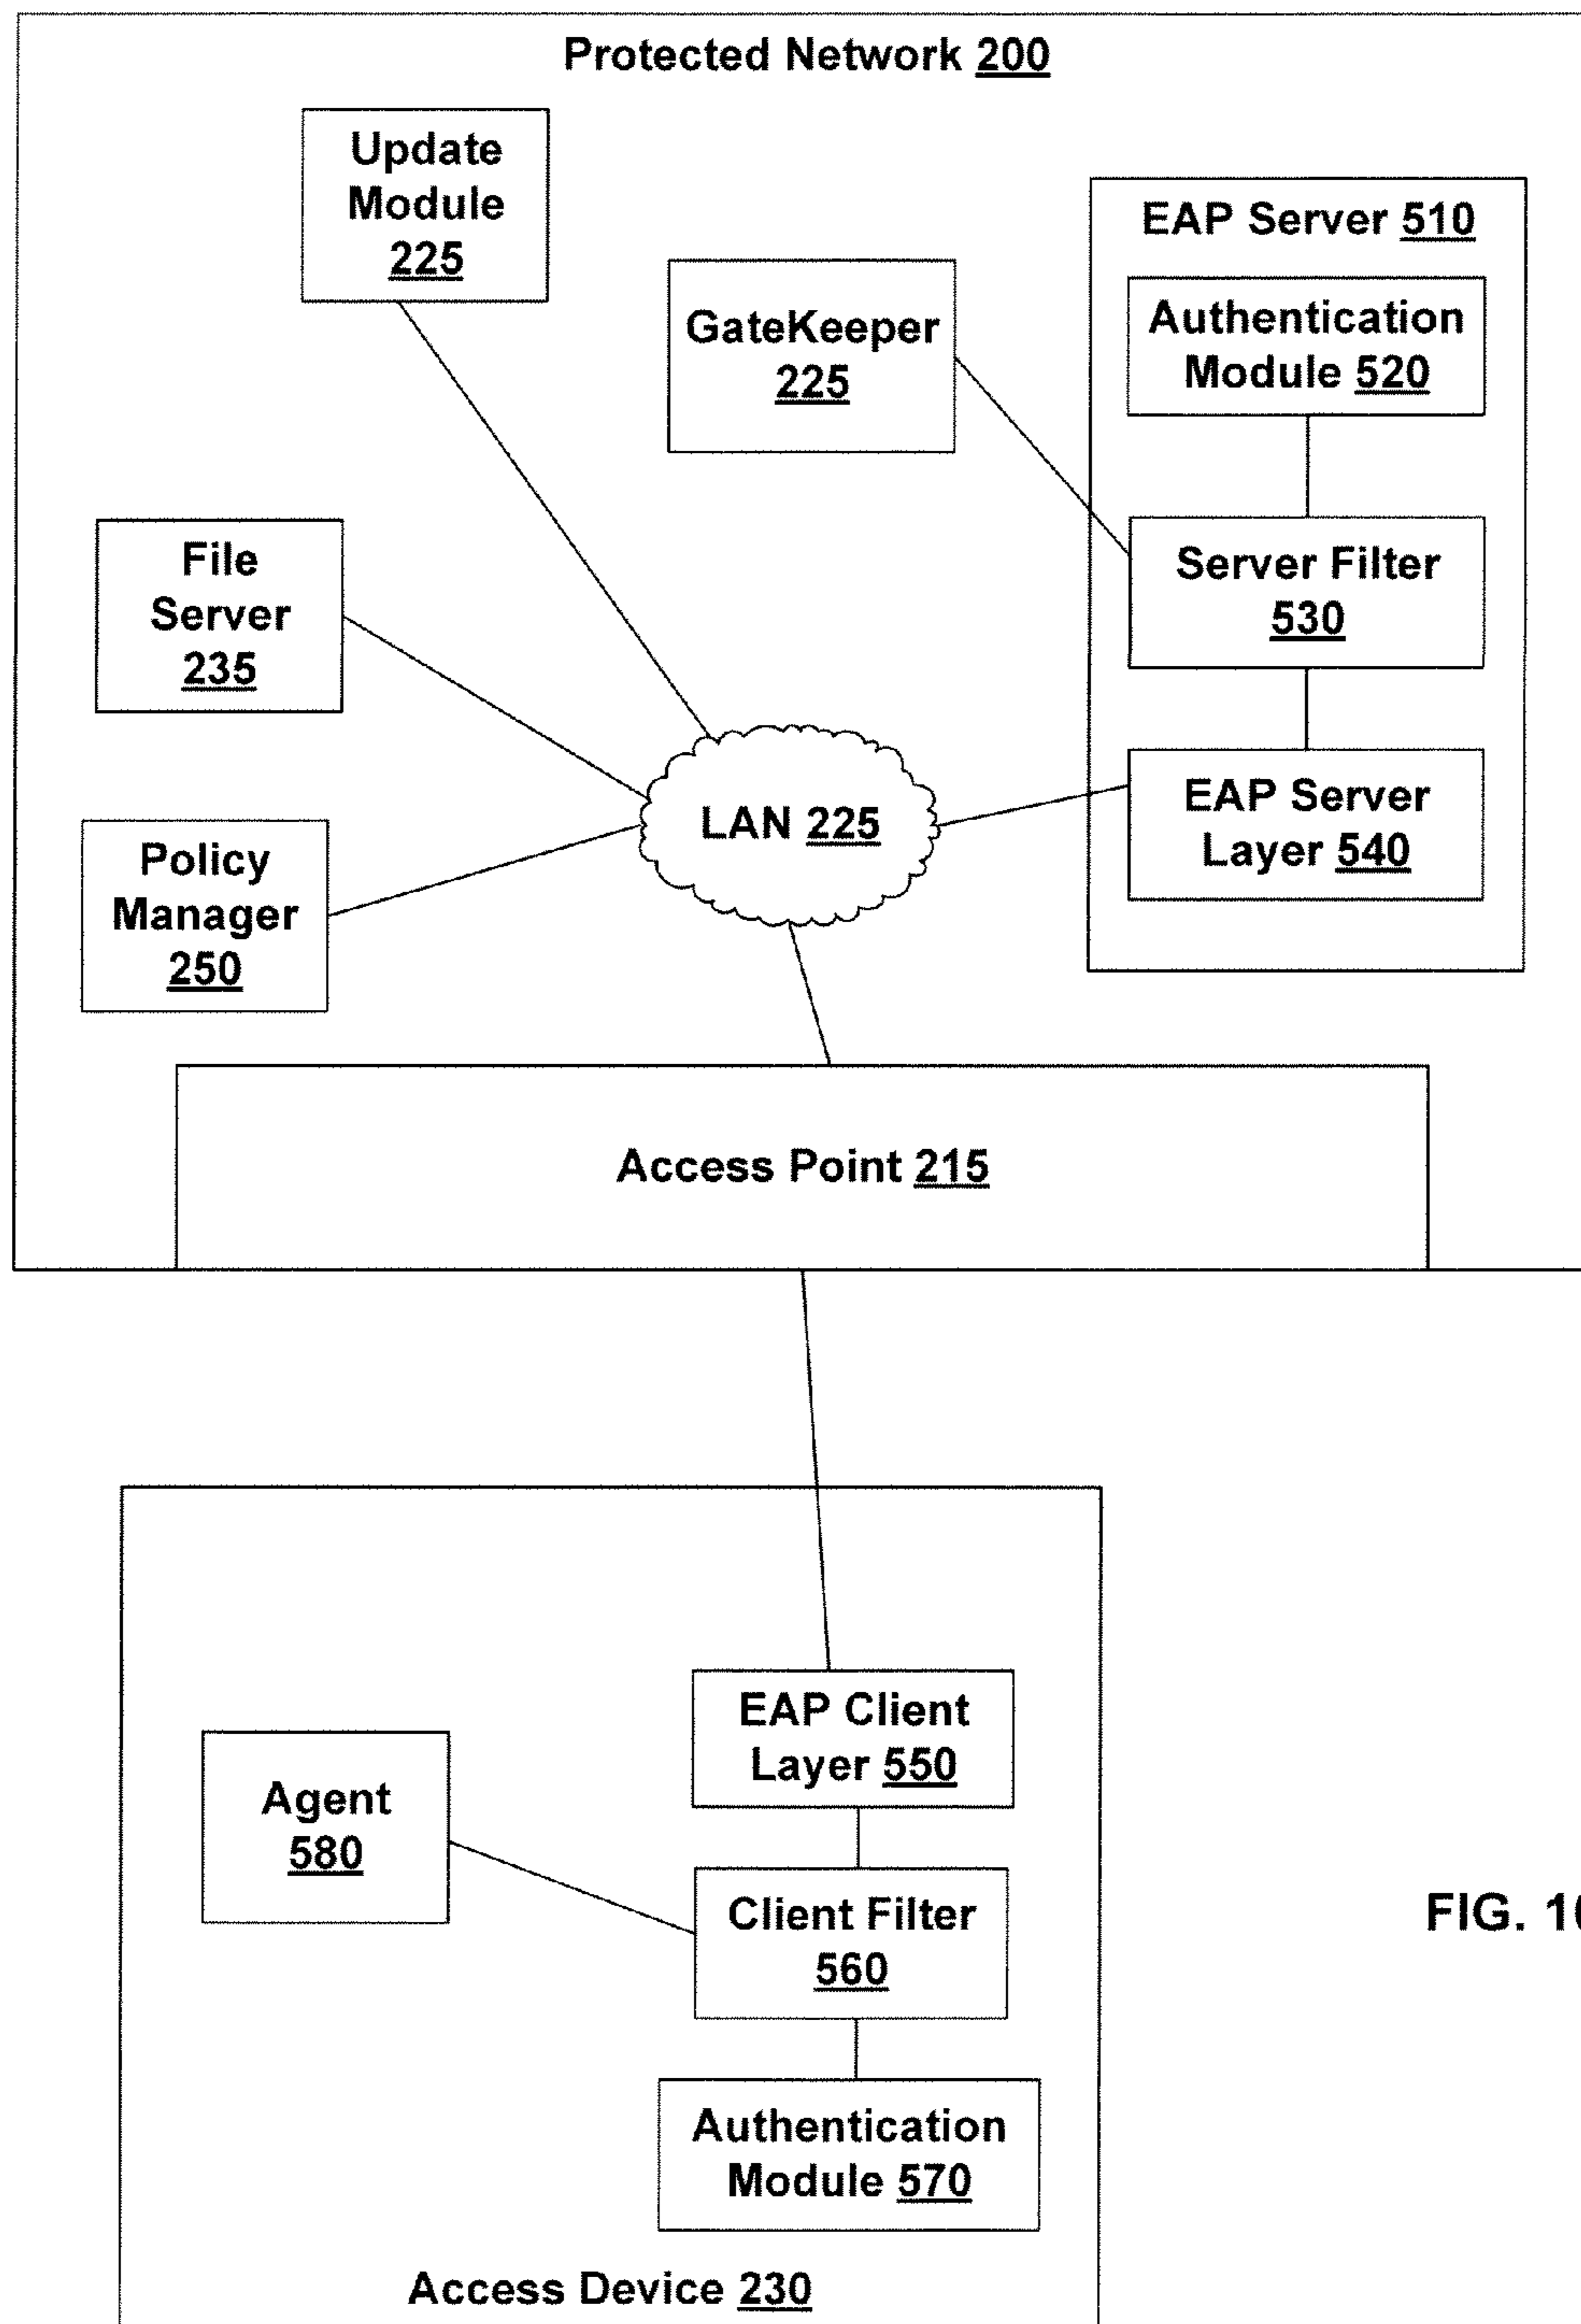 Protected Network 200
Update
Module
225
EAP Server 510
GateKeeper
225
Authentication
Module 520
File
Server
235
Server Filter
530
LAN 225
EAP Server
Layer 540
Policy
Manager
250
Access Point 215
EAP Client
Layer 550
Agent
580
Client Filter
560
FIG. 10
Authentication
Module 570
Access Device 230